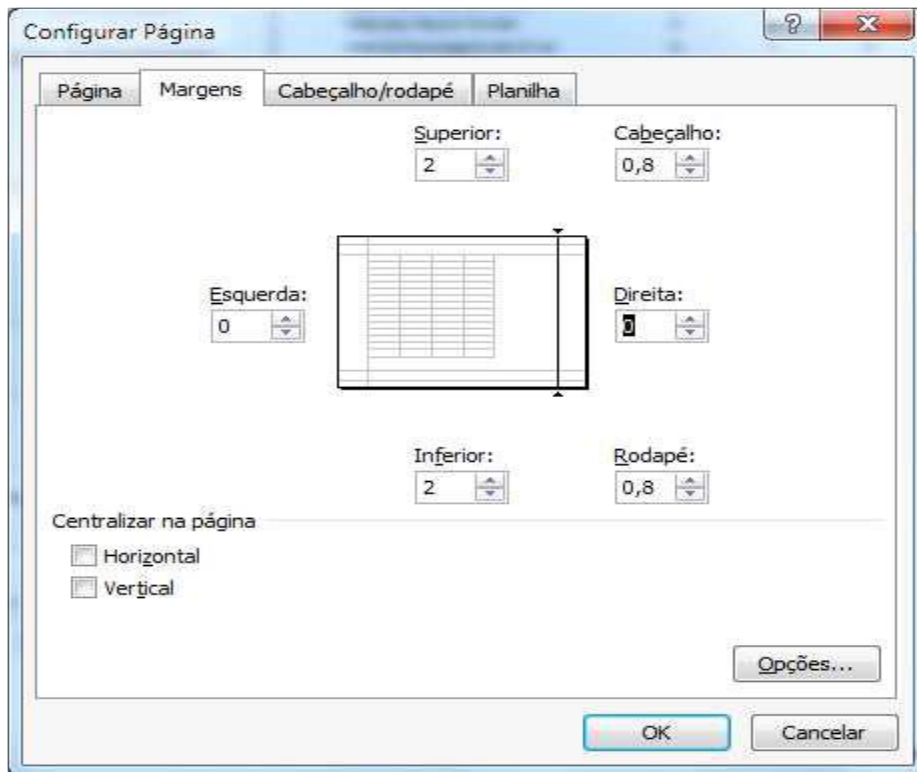 Configurar Página
?
Página Margens Cabeçalho/rodapé Planilha
Superior: Cabeçalho:
2 0,8
Esquerda: Direita:
0 0
Inferior: Rodapé:
2 0,8
Centralizar na página
Horizontal
Vertical
Opções...
OK Cancelar